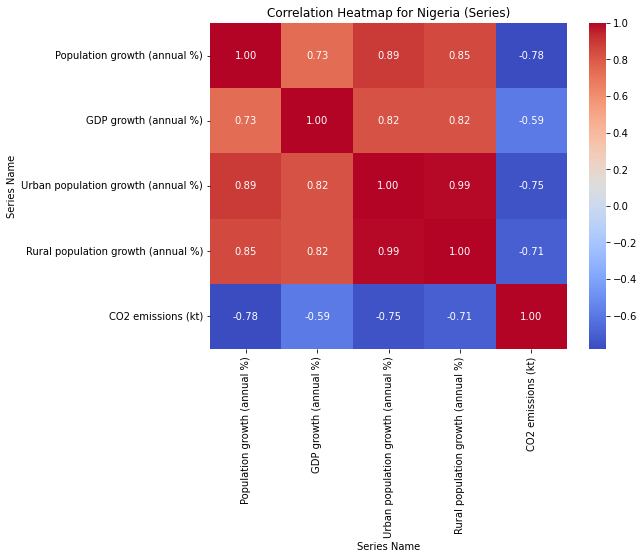 Correlation Heatmap for Nigeria (Series)
Series Name
Population growth (annual %) 1.00 0.73 0.89 0.85 -0.78
GDP growth (annual %) 0.73 1.00 0.82 0.82 -0.59
Urban population growth (annual %) 0.89 0.82 1.00 0.99 -0.75
Rural population growth (annual %) 0.85 0.82 0.99 1.00 -0.71
CO2 emissions (kt) -0.78 -0.59 -0.75 -0.71 1.00
Population growth (annual %)
GDP growth (annual %)
Urban population growth (annual %)
Rural population growth (annual %)
CO2 emissions (kt)
Series Name
1.0
0.8
0.6
0.4
0.2
0.0
−0.2
−0.4
−0.6